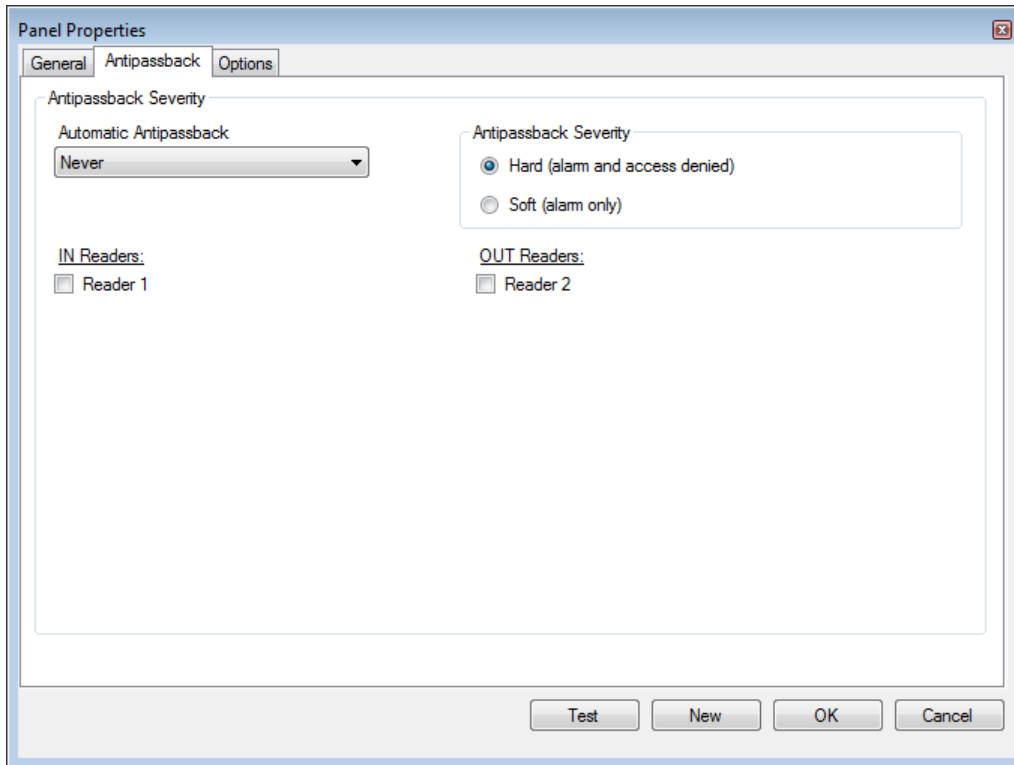 Panel Properties
General Antipassback Options
Antipassback Severity
Automatic Antipassback
Never
Antipassback Severity
Hard (alarm and access denied)
Soft (alarm only)
IN Readers:
Reader 1
OUT Readers:
Reader 2
Test New OK Cancel